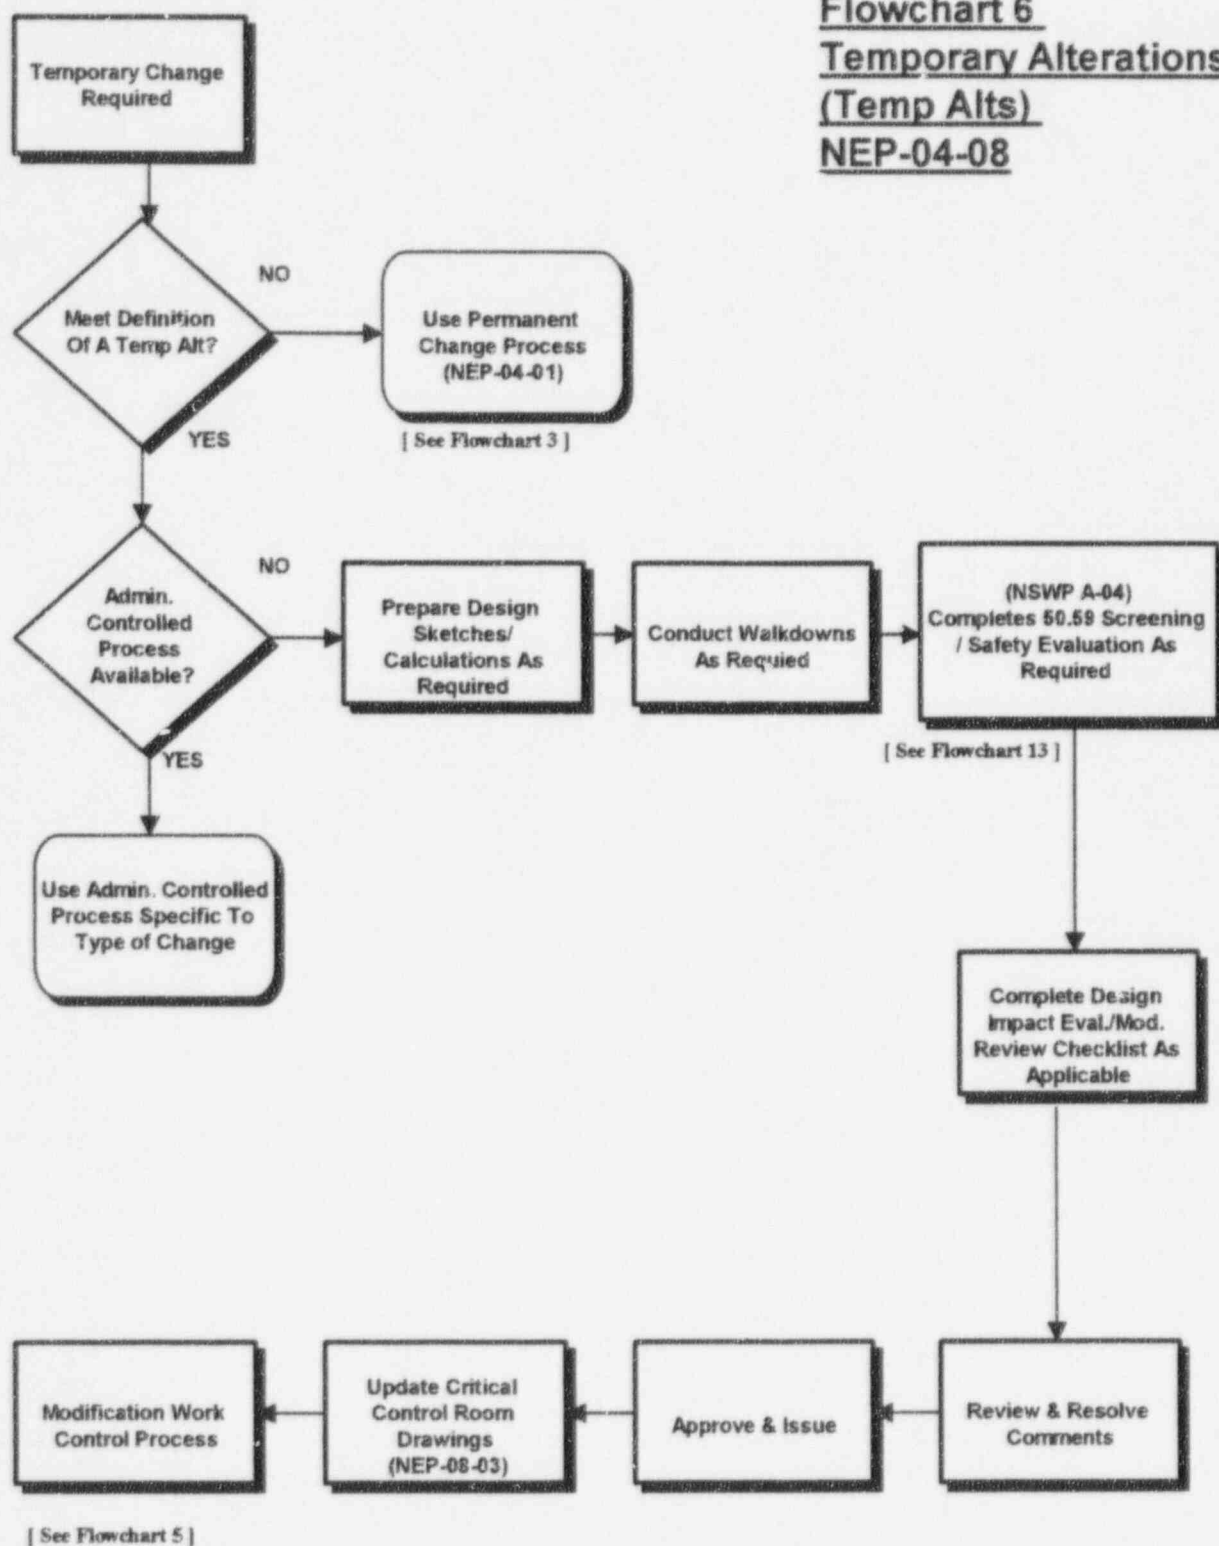 Flowchart 6
Temporary Alterations
(Temp Alts)
NEP-04-08
Temporary Change
Required
Meet Definition
Of A Temp Alt?
NO
YES
Use Permanent
Change Process
(NEP-04-01)
[ See Flowchart 3 ]
Admin.
Controlled
Process
Available?
NO
YES
Prepare Design
Sketches/
Calculations As
Required
Conduct Walkdowns
As Requied
(NSWP A-04)
Completes 50.59 Screening
/ Safety Evaluation As
Required
[ See Flowchart 13 ]
Use Admin. Controlled
Process Specific To
Type of Change
Complete Design
Impact Eval./Mod.
Review Checklist As
Applicable
Review & Resolve
Comments
Approve & Issue
Update Critical
Control Room
Drawings
(NEP-08-03)
Modification Work
Control Process
[ See Flowchart 5 ]